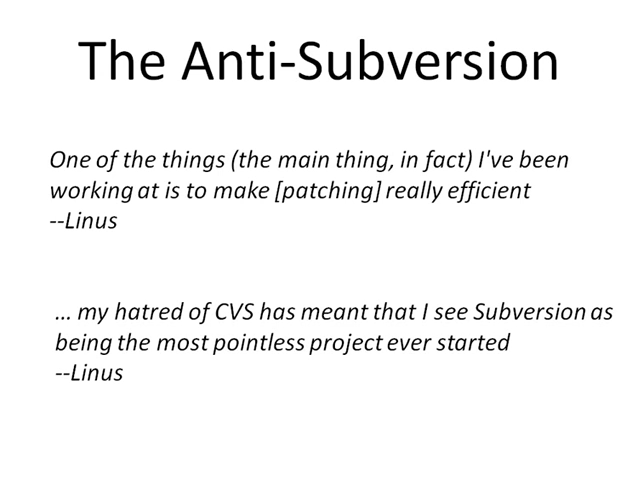 The Anti-Subversion
One of the things (the main thing, in fact) I've been
working at is to make [patching] really efficient
--Linus
... my hatred of CVS has meant that I see Subversion as
being the most pointless project ever started
--Linus